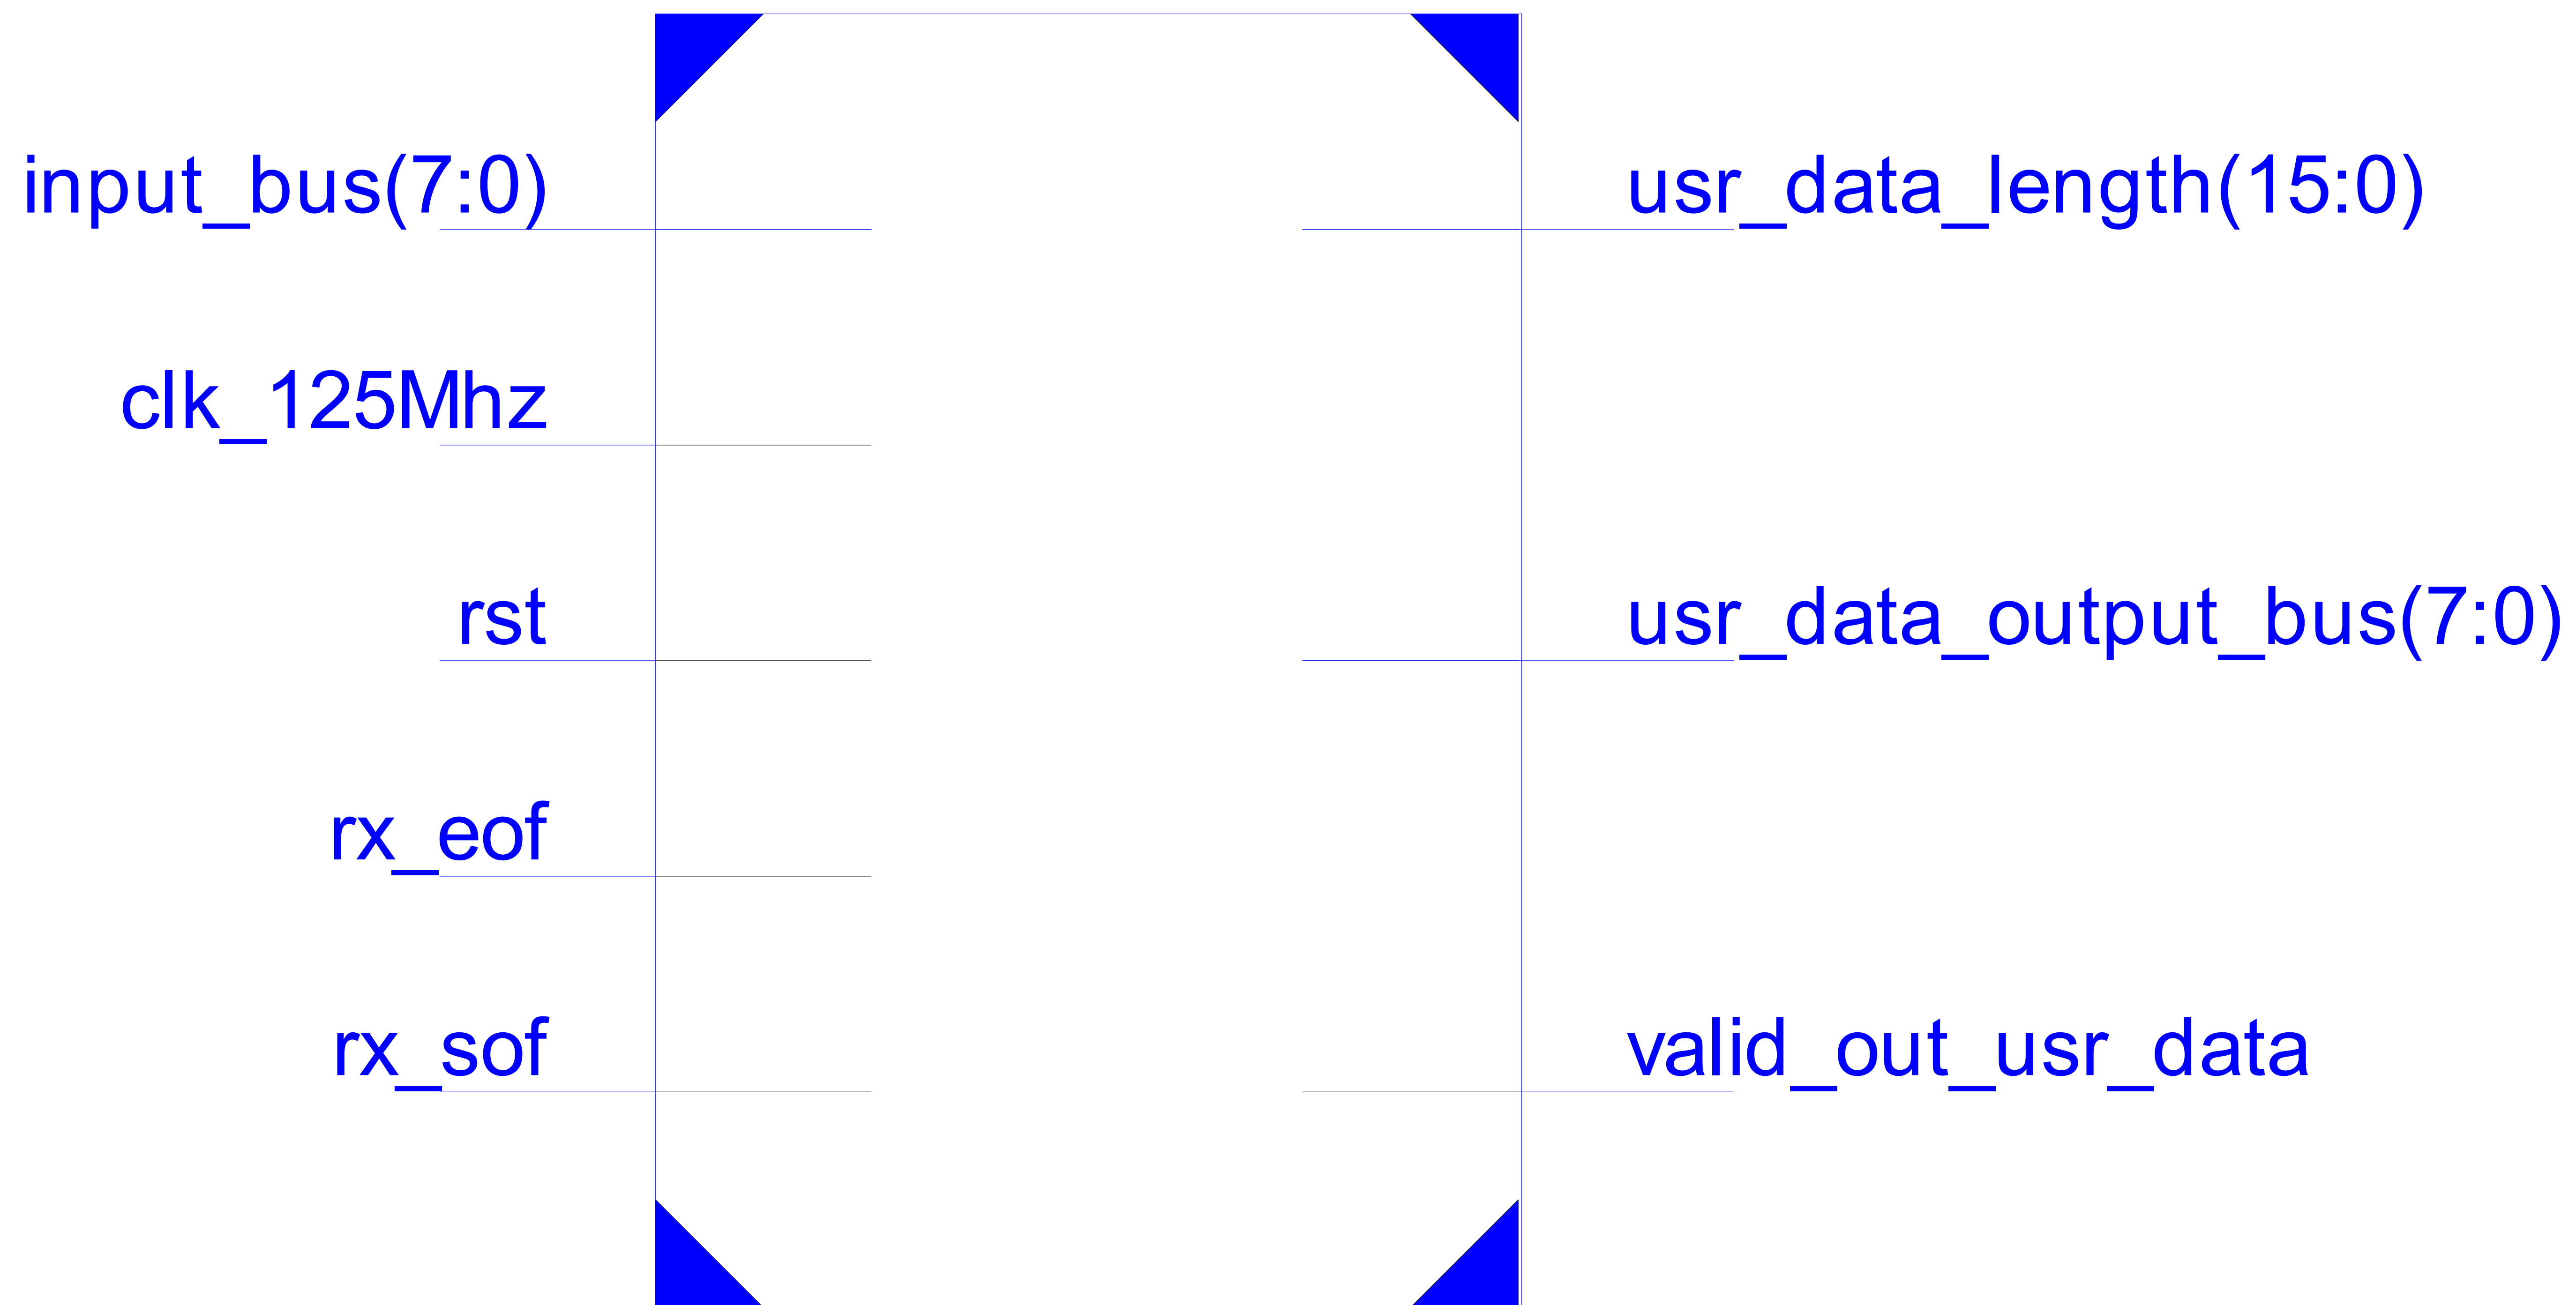 input_bus(7:0)
clk_125Mhz
rst
rx_eof
rx_sof
usr_data_length(15:0)
usr_data_output_bus(7:0)
valid_out_usr_data